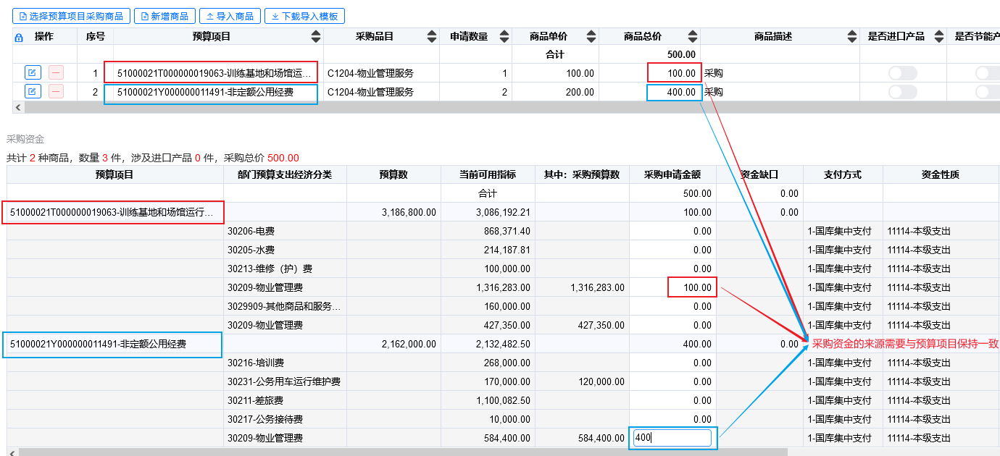 选择预算项目采购商品 新增商品 导入商品 下载导入模板
操作 序号 预算项目 采购品目 申请数量 商品单价 商品总价 商品描述 是否进口产品 是否节能产
合计 500.00
1 51000021T000000019063-训练基地和场馆运... C1204-物业管理服务 1 100.00 100.00 采购
2 51000021Y000000011491-非定额公用经费 C1204-物业管理服务 2 200.00 400.00 采购
采购资金
共计 2 种商品，数量 3 件，涉及进口产品 0 件，采购总价 500.00
预算项目 部门预算支出经济分类 预算数 当前可用指标 其中：采购预算数 采购申请金额 资金缺口 支付方式 资金性质
合计 500.00 0.00
51000021T000000019063-训练基地和场馆运行... 3,186,800.00 3,086,192.21 100.00 0.00
30206-电费 868,371.40 0.00 1-国库集中支付 11114-本级支出
30205-水费 214,187.81 0.00 1-国库集中支付 11114-本级支出
30213-维修（护）费 100,000.00 0.00 1-国库集中支付 11114-本级支出
30209-物业管理费 1,316,283.00 1,316,283.00 100.00 1-国库集中支付 11114-本级支出
3029909-其他商品和服务... 160,000.00 0.00 1-国库集中支付 11114-本级支出
30209-物业管理费 427,350.00 427,350.00 0.00 1-国库集中支付 11114-本级支出
51000021Y000000011491-非定额公用经费 2,162,000.00 2,132,482.50 400.00 0.00 采购资金的来源需要与预算项目保持一致
30216-培训费 268,000.00 0.00 1-国库集中支付 11114-本级支出
30231-公务用车运行维护费 170,000.00 120,000.00 0.00 1-国库集中支付 11114-本级支出
30211-差旅费 1,100,082.50 0.00 1-国库集中支付 11114-本级支出
30217-公务接待费 10,000.00 0.00 1-国库集中支付 11114-本级支出
30209-物业管理费 584,400.00 584,400.00 400 1-国库集中支付 11114-本级支出